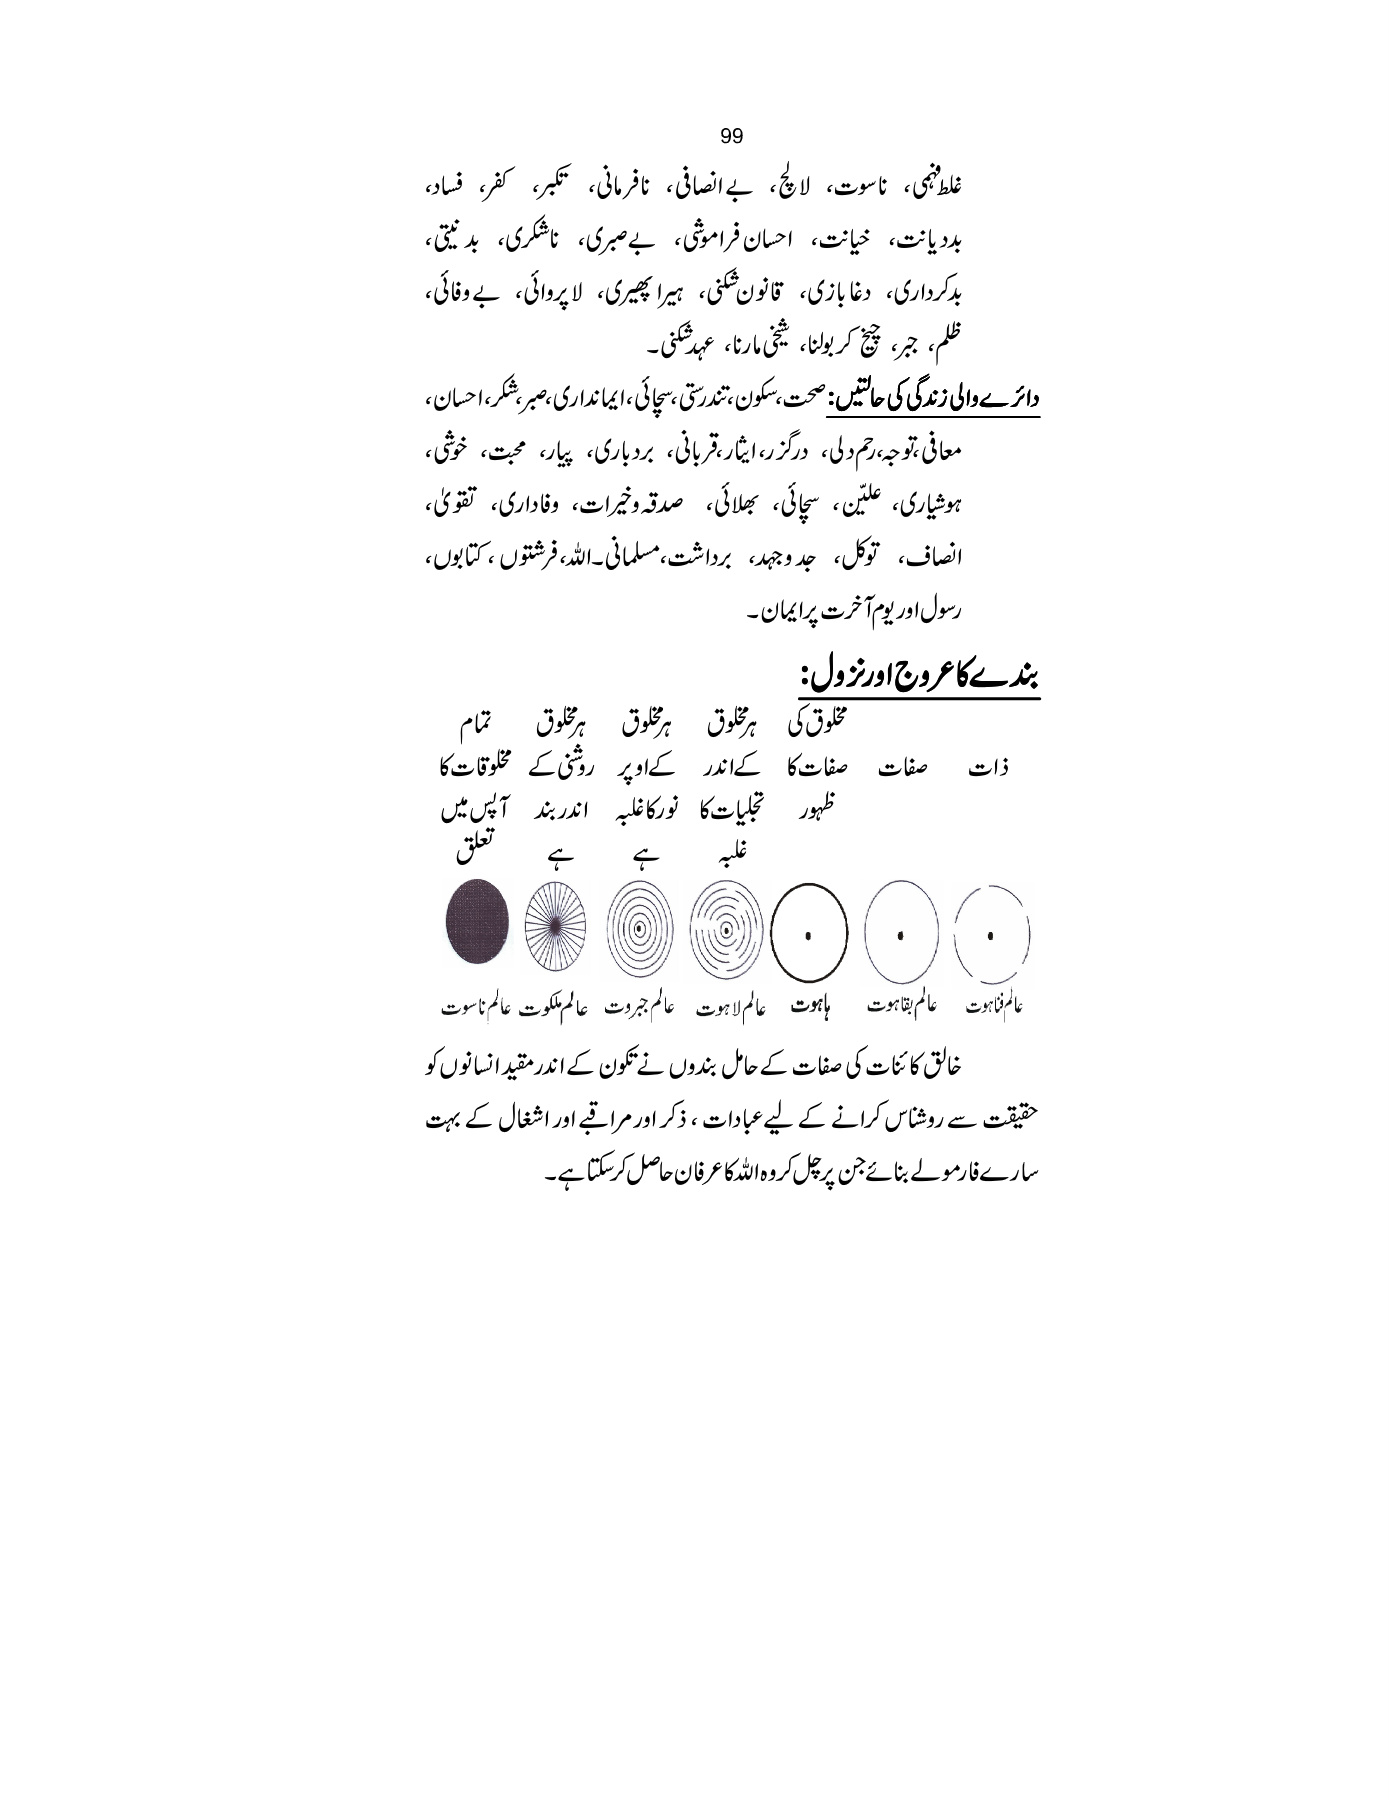 99
غلط فہمی، ناسوت، لالچ، بے انصافی، نافرمانی، تکبر، کفر، فساد،
بددیانت، خیانت، احسان فراموشی، بے صبری، ناشکری، بدنیتی،
بدکرداری، دغا بازی، قانون شکنی، ہیرا پھیری، لاپروائی، بے وفائی،
ظلم، جبر، چیخ کر بولنا، شیخی مارنا، عہد شکنی۔
دائرے والی زندگی کی حالتیں: صحت، سکون، تندرستی، سچائی، ایمانداری، صبر، شکر، احسان،
معافی، توجہ، رحم دلی، درگزر، ایثار، قربانی، بردباری، پیار، محبت، خوشی،
ہوشیاری، علیّین، سچائی، بھلائی، صدقہ وخیرات، وفاداری، تقویٰ،
انصاف، توکل، جدوجہد، برداشت، مسلمانی۔ اللہ، فرشتوں، کتابوں،
رسول اور یوم آخرت پر ایمان۔
بندے کا عروج اور نزول:
مخلوق کی ہر مخلوق ہر مخلوق ہر مخلوق تمام
ذات صفات صفات کا کے اندر کے اوپر روشنی کے مخلوقات کا
ظہور تجلیات کا نور کا غلبہ اندر بند آپس میں
غلبہ ہے ہے تعلق
عالم فناہوت عالم بقاہوت ہاہوت عالم لاہوت عالم جبروت عالم ملکوت عالم ناسوت
خالق کائنات کی صفات کے حامل بندوں نے تکون کے اندر مقید انسانوں کو
حقیقت سے روشناس کرانے کے لیے عبادات، ذکر اور مراقبے اور اشغال کے بہت
سارے فارمولے بنائے جن پر چل کر وہ اللہ کا عرفان حاصل کر سکتا ہے۔